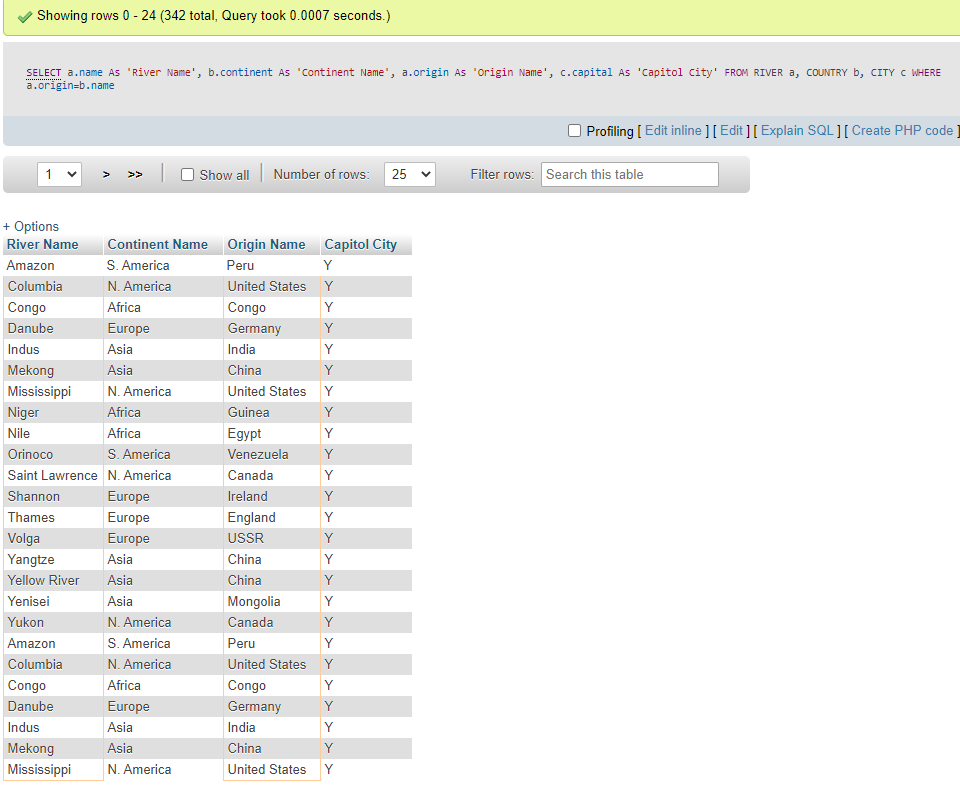 Showing rows 0 - 24 (342 total, Query took 0.0007 seconds.)
SELECT a.name As 'River Name', b.continent As 'Continent Name', a.origin As 'Origin Name', c.capital As 'Capitol City' FROM RIVER a, COUNTRY b, CITY c WHERE
a.origin=b.name
Profiling [ Edit inline ] [ Edit ] [ Explain SQL ] [ Create PHP code ]
1 > >> Show all Number of rows: 25 Filter rows: Search this table
+ Options
River Name Continent Name Origin Name Capitol City
Amazon S. America Peru Y
Columbia N. America United States Y
Congo Africa Congo Y
Danube Europe Germany Y
Indus Asia India Y
Mekong Asia China Y
Mississippi N. America United States Y
Niger Africa Guinea Y
Nile Africa Egypt Y
Orinoco S. America Venezuela Y
Saint Lawrence N. America Canada Y
Shannon Europe Ireland Y
Thames Europe England Y
Volga Europe USSR Y
Yangtze Asia China Y
Yellow River Asia China Y
Yenisei Asia Mongolia Y
Yukon N. America Canada Y
Amazon S. America Peru Y
Columbia N. America United States Y
Congo Africa Congo Y
Danube Europe Germany Y
Indus Asia India Y
Mekong Asia China Y
Mississippi N. America United States Y